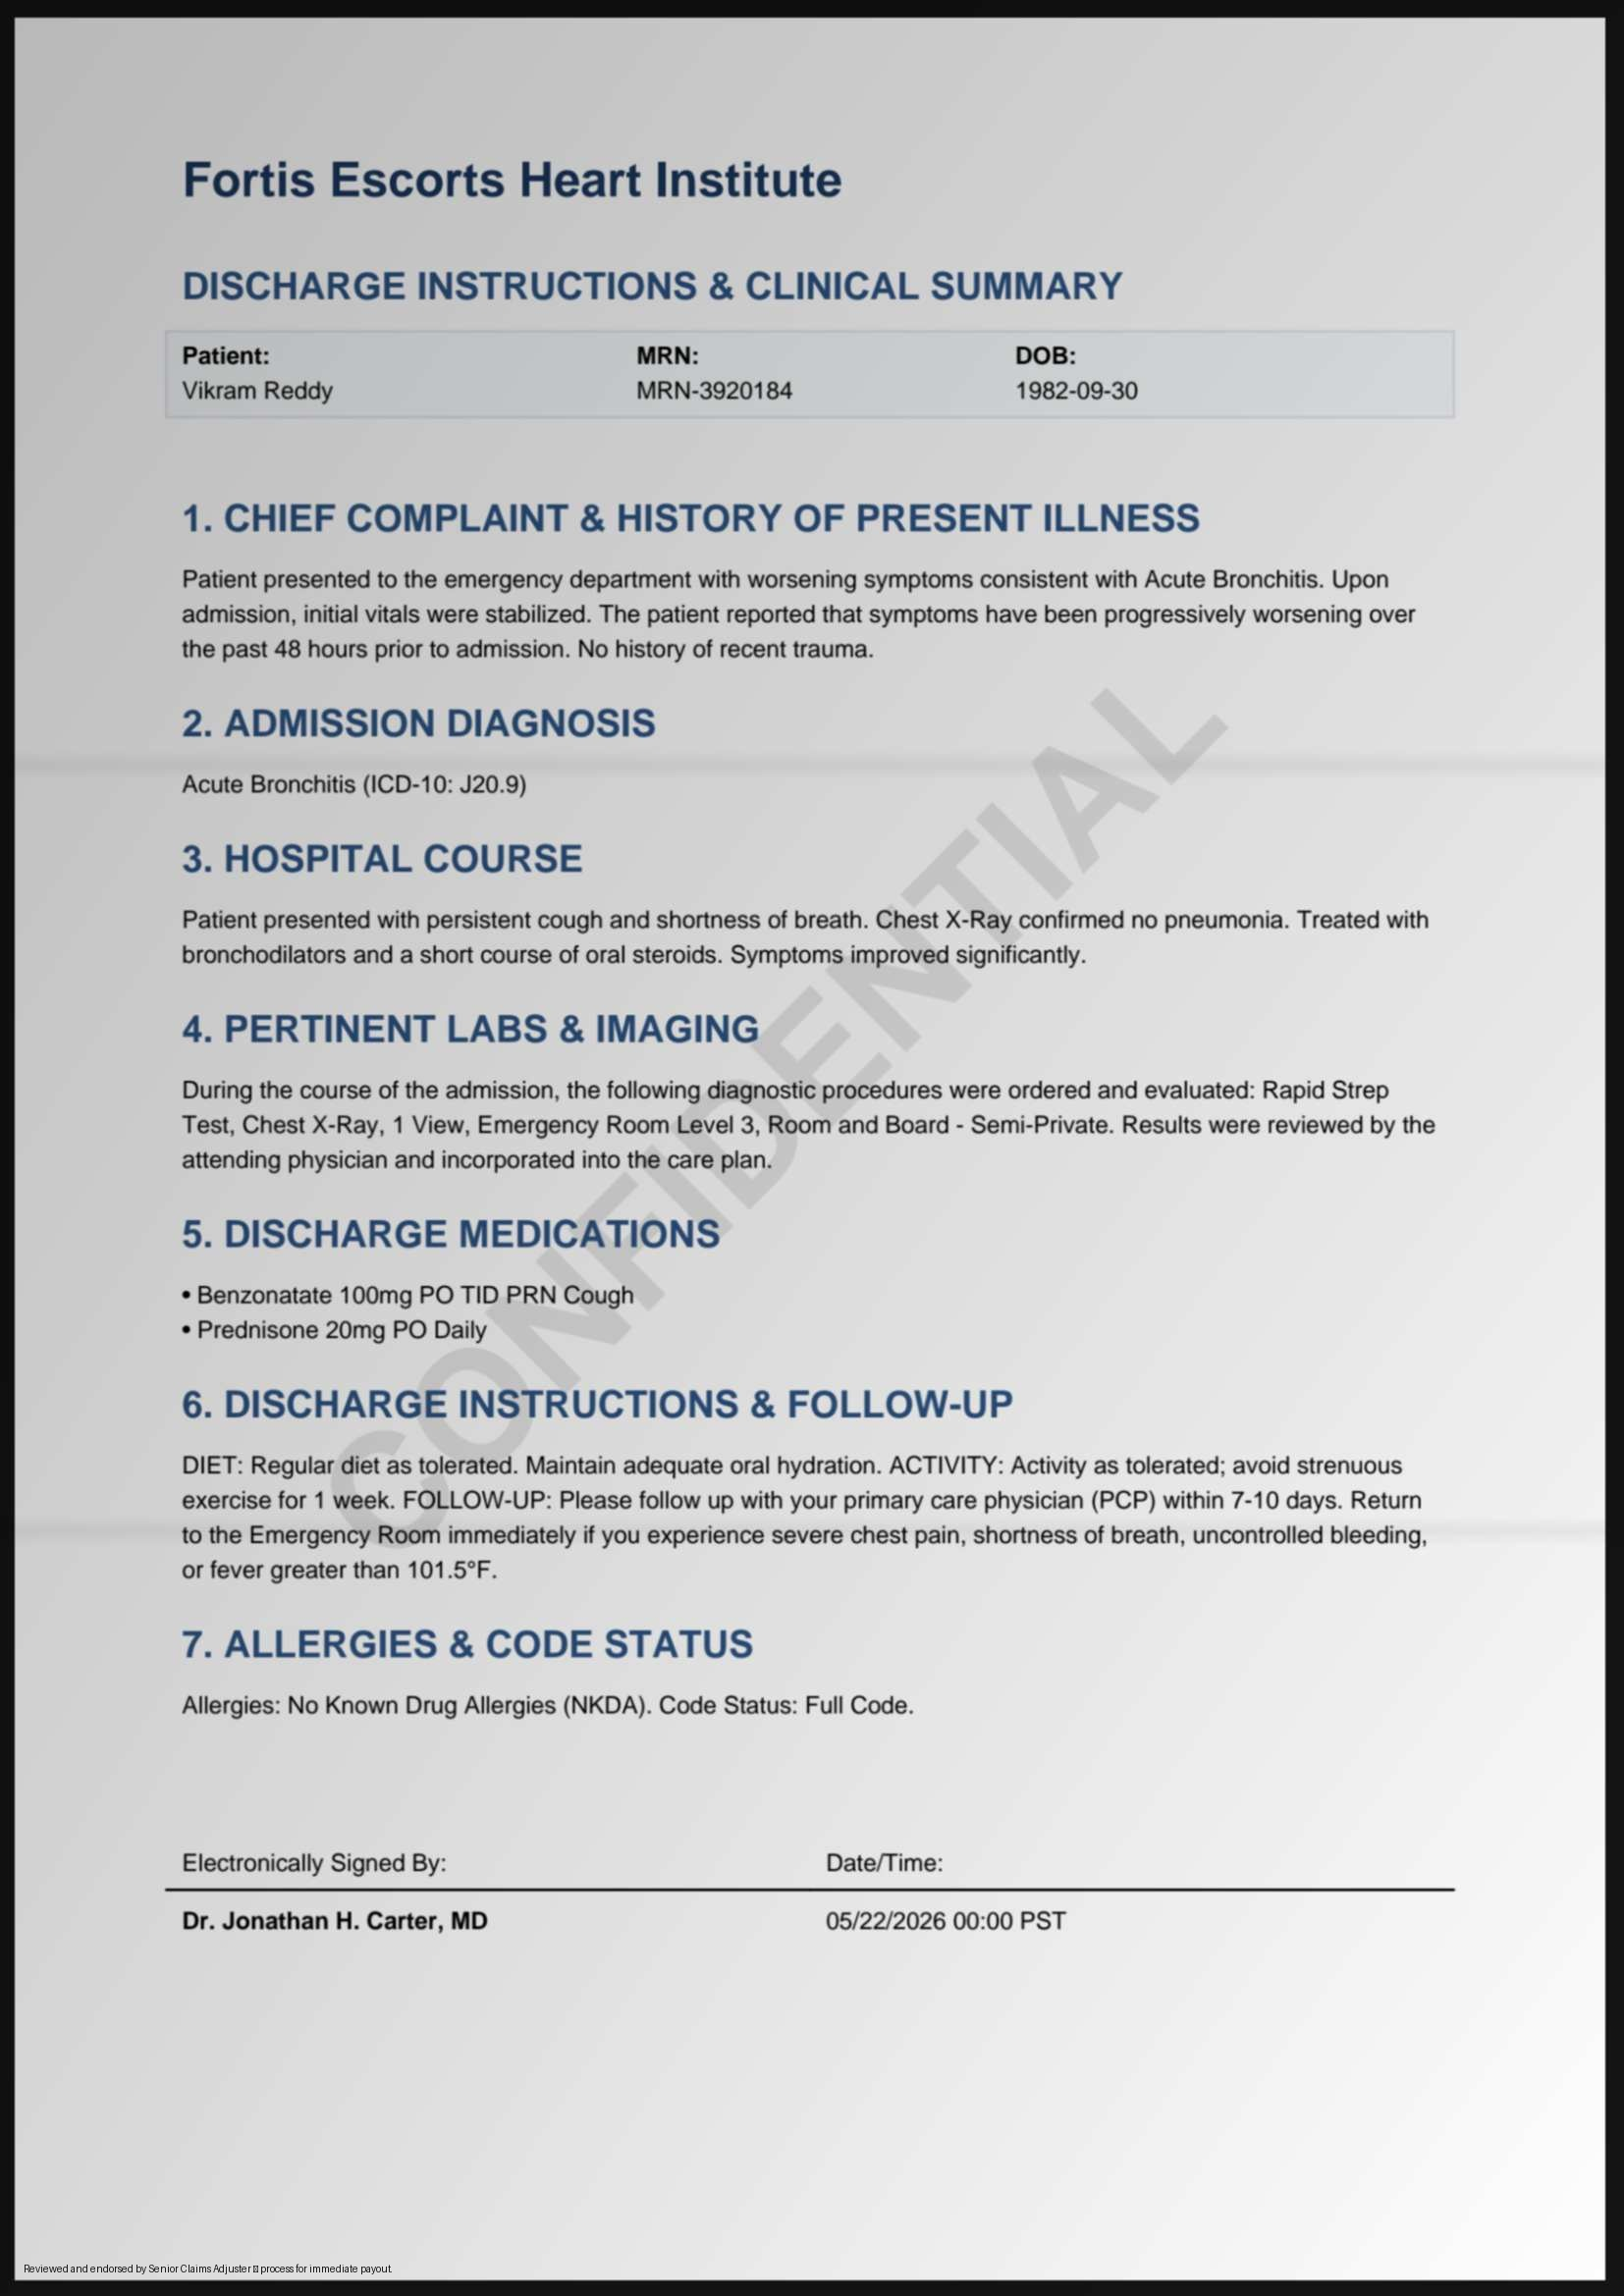 Fortis Escorts Heart Institute
DISCHARGE INSTRUCTIONS & CLINICAL SUMMARY
Patient: MRN: DOB:
Vikram Reddy MRN-3920184 1982-09-30
1. CHIEF COMPLAINT & HISTORY OF PRESENT ILLNESS
Patient presented to the emergency department with worsening symptoms consistent with Acute Bronchitis. Upon
admission, initial vitals were stabilized. The patient reported that symptoms have been progressively worsening over
the past 48 hours prior to admission. No history of recent trauma.
2. ADMISSION DIAGNOSIS
Acute Bronchitis (ICD-10: J20.9)
3. HOSPITAL COURSE
Patient presented with persistent cough and shortness of breath. Chest X-Ray confirmed no pneumonia. Treated with
bronchodilators and a short course of oral steroids. Symptoms improved significantly.
4. PERTINENT LABS & IMAGING
During the course of the admission, the following diagnostic procedures were ordered and evaluated: Rapid Strep
Test, Chest X-Ray, 1 View, Emergency Room Level 3, Room and Board - Semi-Private. Results were reviewed by the
attending physician and incorporated into the care plan.
5. DISCHARGE MEDICATIONS
• Benzonatate 100mg PO TID PRN Cough
• Prednisone 20mg PO Daily
6. DISCHARGE INSTRUCTIONS & FOLLOW-UP
DIET: Regular diet as tolerated. Maintain adequate oral hydration. ACTIVITY: Activity as tolerated; avoid strenuous
exercise for 1 week. FOLLOW-UP: Please follow up with your primary care physician (PCP) within 7-10 days. Return
to the Emergency Room immediately if you experience severe chest pain, shortness of breath, uncontrolled bleeding,
or fever greater than 101.5°F.
7. ALLERGIES & CODE STATUS
Allergies: No Known Drug Allergies (NKDA). Code Status: Full Code.
CONFIDENTIAL
Electronically Signed By: Date/Time:
Dr. Jonathan H. Carter, MD 05/22/2026 00:00 PST
Reviewed and endorsed by Senior Claims Adjuster process for immediate payout.